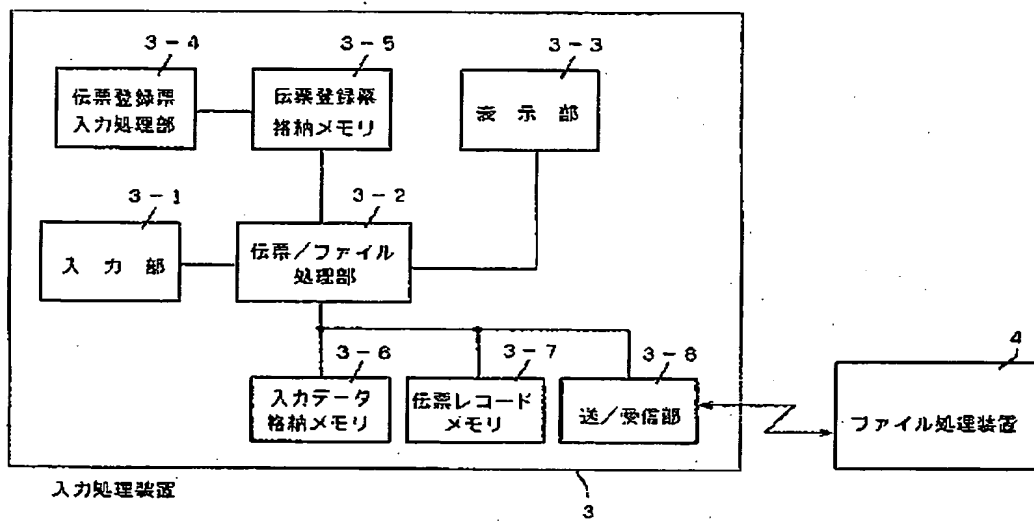 3-4
伝票登録票
入力処理部
3-5
伝票登録票
格納メモリ
3-3
表示部
3-1
入力部
3-2
伝票／ファイル
処理部
3-6
入力データ
格納メモリ
3-7
伝票レコード
メモリ
3-8
送／受信部
4
ファイル処理装置
入力処理装置
3